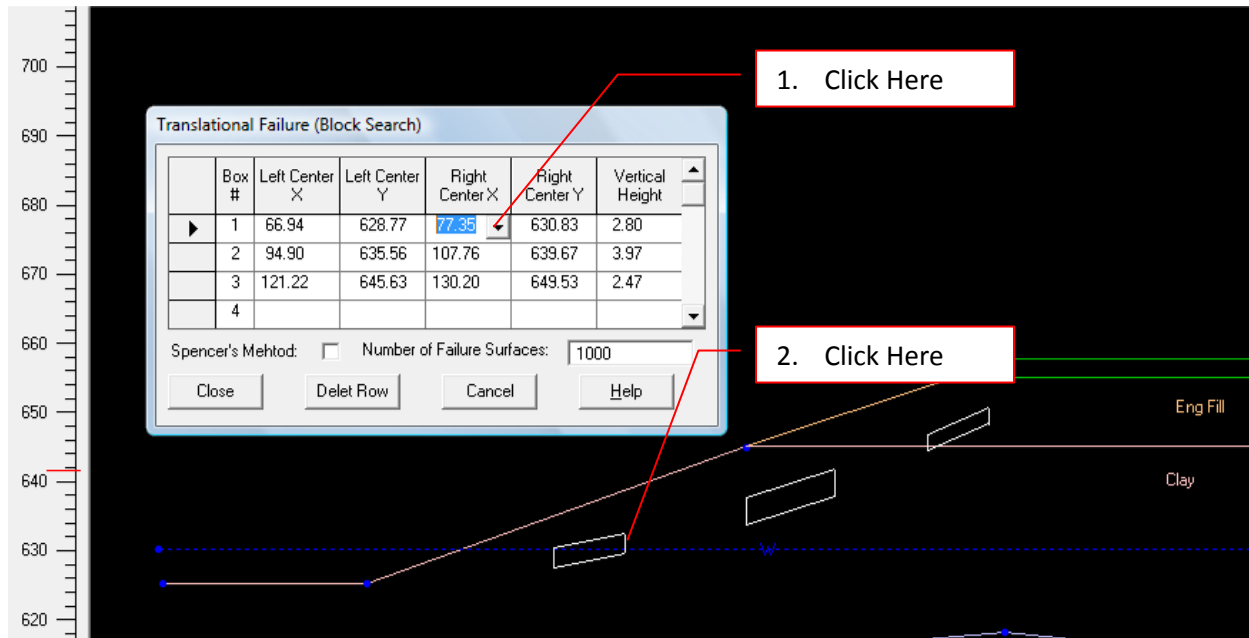 700
690
680
670
660
650
640
630
620
1. Click Here
Translational Failure (Block Search)
Box # Left Center X Left Center Y Right Center X Right Center Y Vertical Height
1 66.94 628.77 77.35 630.83 2.80
2 94.90 635.56 107.76 639.67 3.97
3 121.22 645.63 130.20 649.53 2.47
4
Spencer's Mehtod: Number of Failure Surfaces: 1000
Close Delet Row Cancel Help
2. Click Here
Eng Fill
Clay
W